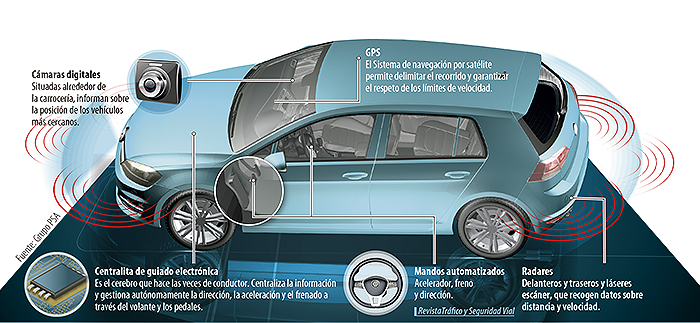 GPS
El Sistema de navegación por satélite
permite delimitar el recorrido y garantizar
el respeto de los límites de velocidad.
Cámaras digitales
Situadas alrededor de
la carrocería, informan sobre
la posición de los vehículos
más cercanos.
Fuente: Grupo PSA
Centralita de guiado electrónica
Es el cerebro que hace las veces de conductor. Centraliza la información
y gestiona autónomamente la dirección, la aceleración y el frenado a
través del volante y los pedales.
Mandos automatizados
Acelerador, freno
y dirección.
Revista Tráfico y Seguridad Vial
Radares
Delanteros y traseros y láseres
escáner, que recogen datos sobre
distancia y velocidad.